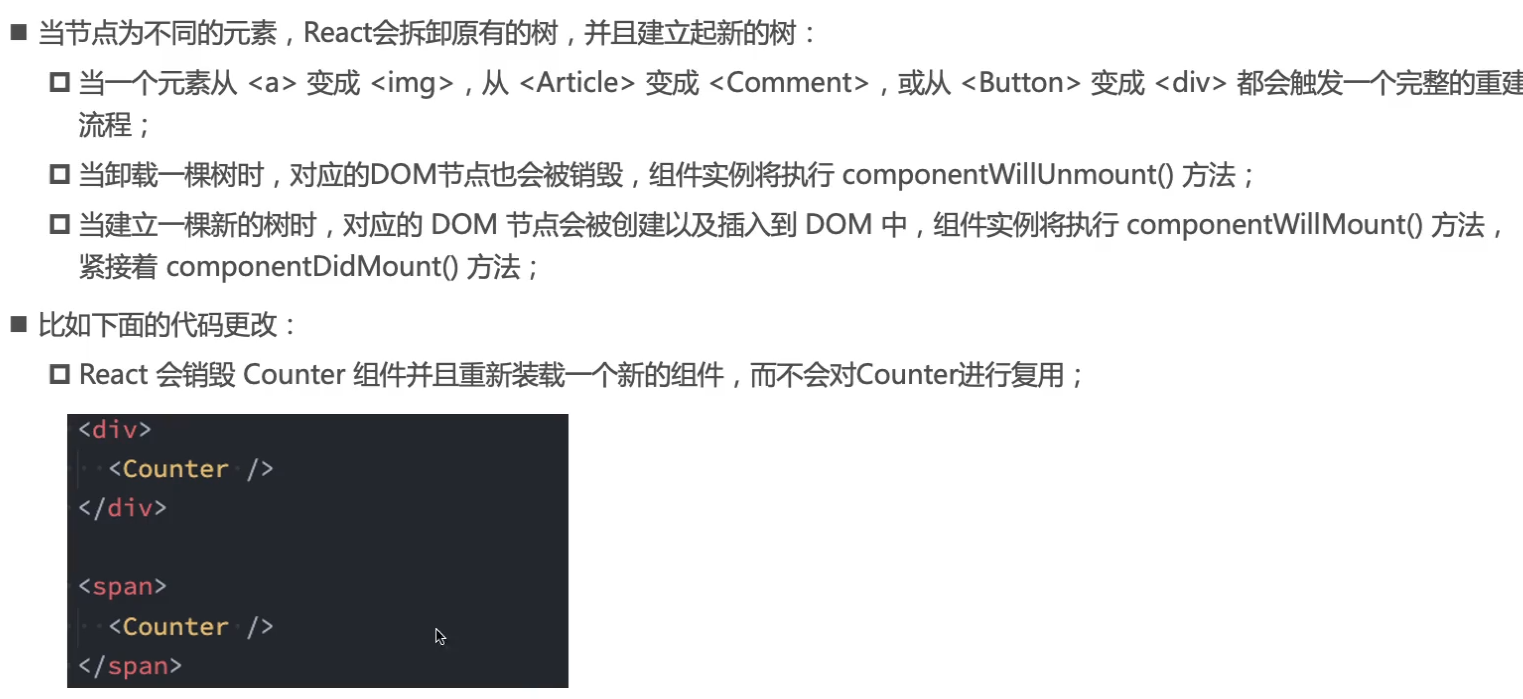 ■ 当节点为不同的元素，React会拆卸原有的树，并且建立起新的树：
当一个元素从 <a> 变成 <img>，从 <Article> 变成 <Comment>，或从 <Button> 变成 <div> 都会触发一个完整的重建
流程；
当卸载一棵树时，对应的DOM节点也会被销毁，组件实例将执行 componentWillUnmount() 方法；
当建立一棵新的树时，对应的 DOM 节点会被创建以及插入到 DOM 中，组件实例将执行 componentWillMount() 方法，
紧接着 componentDidMount() 方法；
■ 比如下面的代码更改：
React 会销毁 Counter 组件并且重新装载一个新的组件，而不会对Counter进行复用；
<div>
<Counter />
</div>
<span>
<Counter />
</span>